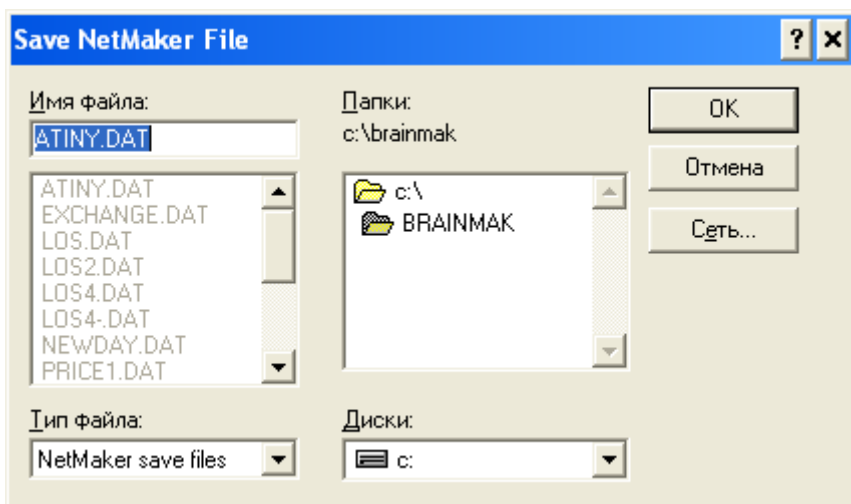 Save NetMaker File
Имя файла:
ATINY.DAT
ATINY.DAT
EXCHANGE.DAT
LOS.DAT
LOS2.DAT
LOS4.DAT
LOS4-.DAT
NEWDAY.DAT
PRICE1.DAT
Тип файла:
NetMaker save files
Папки:
c:\brainmak
c:\
BRAINMAK
Диски:
c:
OK
Отмена
Сеть...